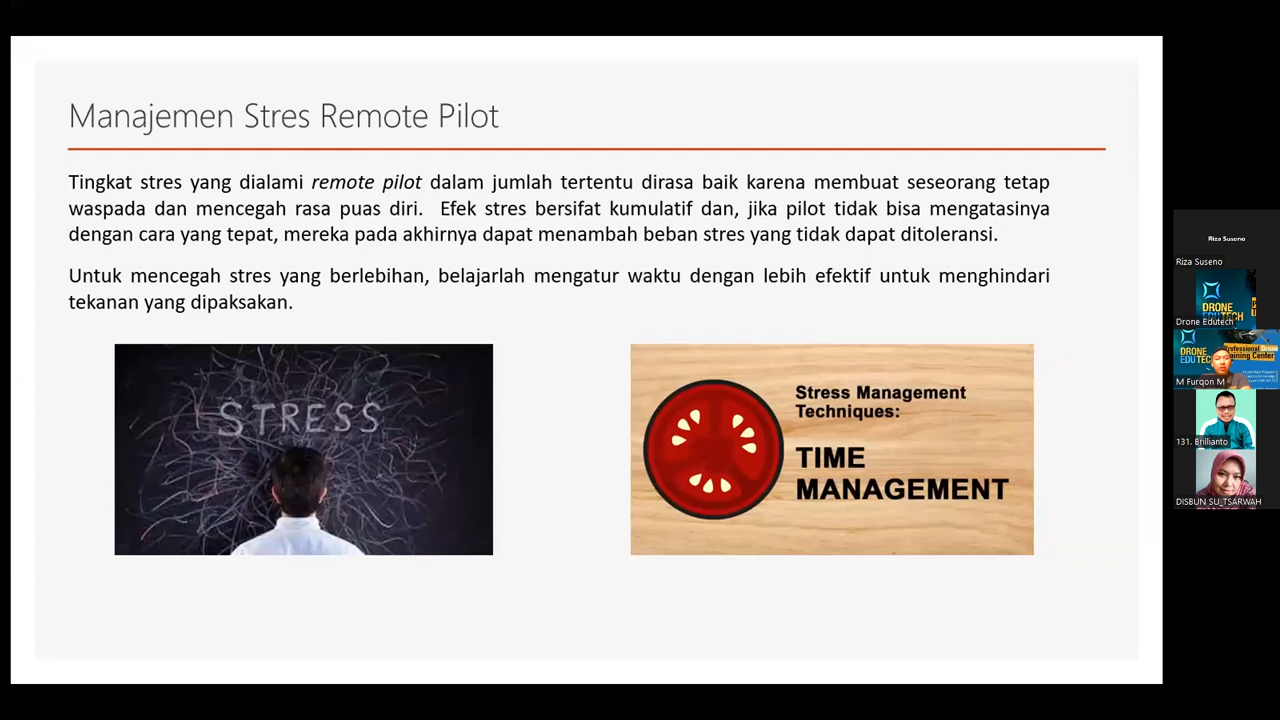 Manajemen Stres Remote Pilot
Tingkat stres yang dialami remote pilot dalam jumlah tertentu dirasa baik karena membuat seseorang tetap
waspada dan mencegah rasa puas diri. Efek stres bersifat kumulatif dan, jika pilot tidak bisa mengatasinya
dengan cara yang tepat, mereka pada akhirnya dapat menambah beban stres yang tidak dapat ditoleransi.
Untuk mencegah stres yang berlebihan, belajarlah mengatur waktu dengan lebih efektif untuk menghindari
tekanan yang dipaksakan.
STRESS
Stress Management
Techniques:
TIME
MANAGEMENT
Riza Suseno
Riza Suseno
DRONE
EDUTECH
Drone Edutech
DRONE
EDUTECH
Professional Drone
Training Center
M Furqon M
131. Brillianto
DISBUN SU_TSARWAH